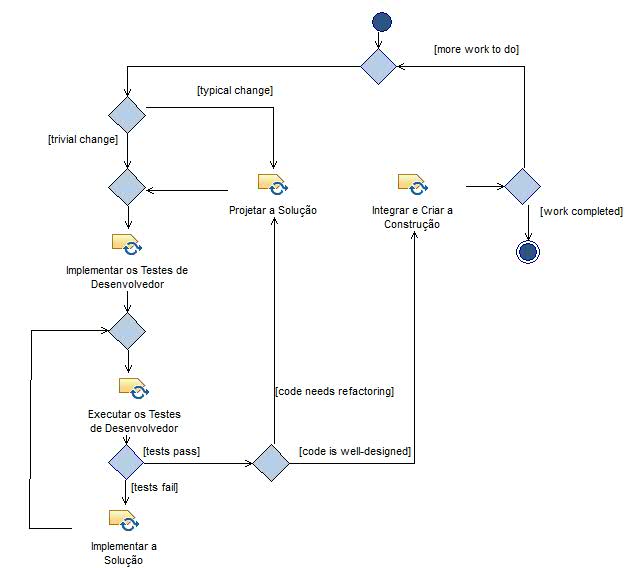 [more work to do]
[typical change]
[trivial change]
Projetar a Solução
Integrar e Criar a
Construção
[work completed]
Implementar os Testes de
Desenvolvedor
[code needs refactoring]
Executar os Testes
de Desenvolvedor
[tests pass]
[code is well-designed]
[tests fail]
Implementar a
Solução